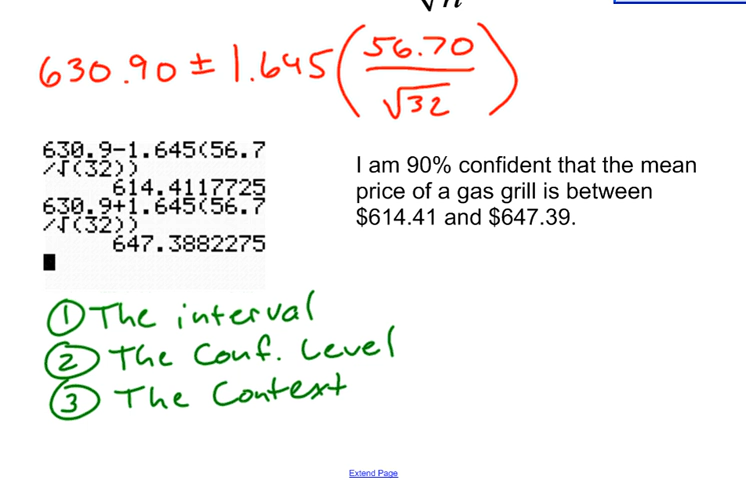 √n
630.90 ± 1.645(56.70/√32)
630.9-1.645(56.7
/√(32))
614.4117725
630.9+1.645(56.7
/√(32))
647.3882275
I am 90% confident that the mean
price of a gas grill is between
$614.41 and $647.39.
① The interval
② The Conf. Level
③ The Context
Extend Page